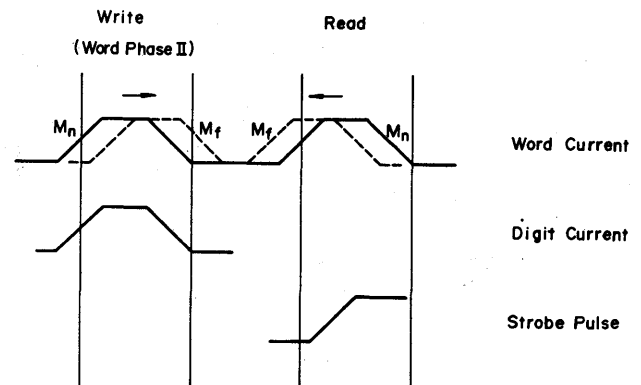 Write
(Word Phase II)
Read
Mn
Mf
Mf
Mn
Word Current
Digit Current
Strobe Pulse